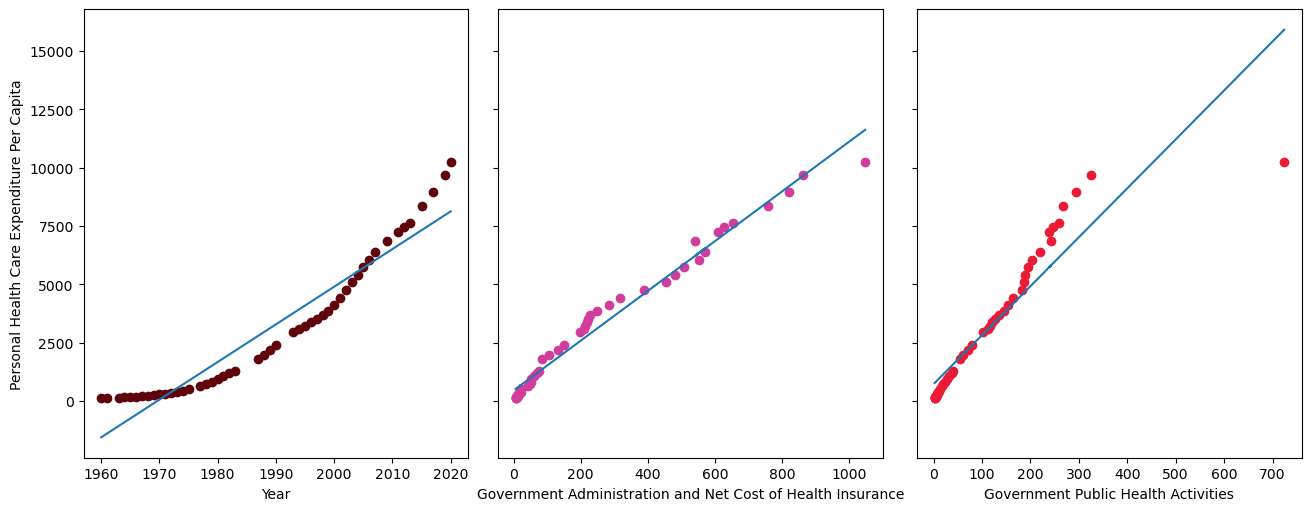 Personal Health Care Expenditure Per Capita
15000
12500
10000
7500
5000
2500
0
1960 1970 1980 1990 2000 2010 2020
Year
0 200 400 600 800 1000
Government Administration and Net Cost of Health Insurance
0 100 200 300 400 500 600 700
Government Public Health Activities